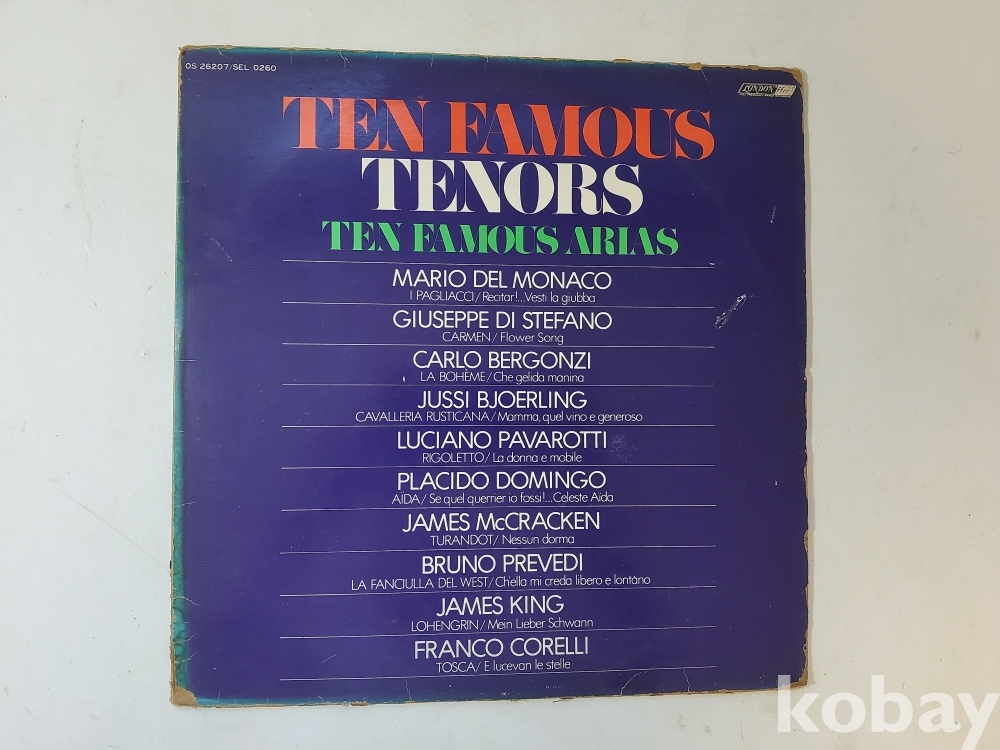 OS 26207/SEL-0260
LONDON
TEN FAMOUS
TENORS
TEN FAMOUS ARIAS
MARIO DEL MONACO
I PAGLIACCI/Recitar!...Vesti la giubba
GIUSEPPE DI STEFANO
CARMEN/Flower Song
CARLO BERGONZI
LA BOHÈME/Che gelida manina
JUSSI BJOERLING
CAVALLERIA RUSTICANA/Mamma, quel vino e generoso
LUCIANO PAVAROTTI
RIGOLETTO/La donna e mobile
PLACIDO DOMINGO
AÏDA/Se quel guerrier io fossi!...Celeste Aïda
JAMES McCRACKEN
TURANDOT/Nessun dorma
BRUNO PREVEDI
LA FANCIULLA DEL WEST/Ch'ella mi creda libero e lontano
JAMES KING
LOHENGRIN/Mein Lieber Schwann
FRANCO CORELLI
TOSCA/E lucevan le stelle
kobay